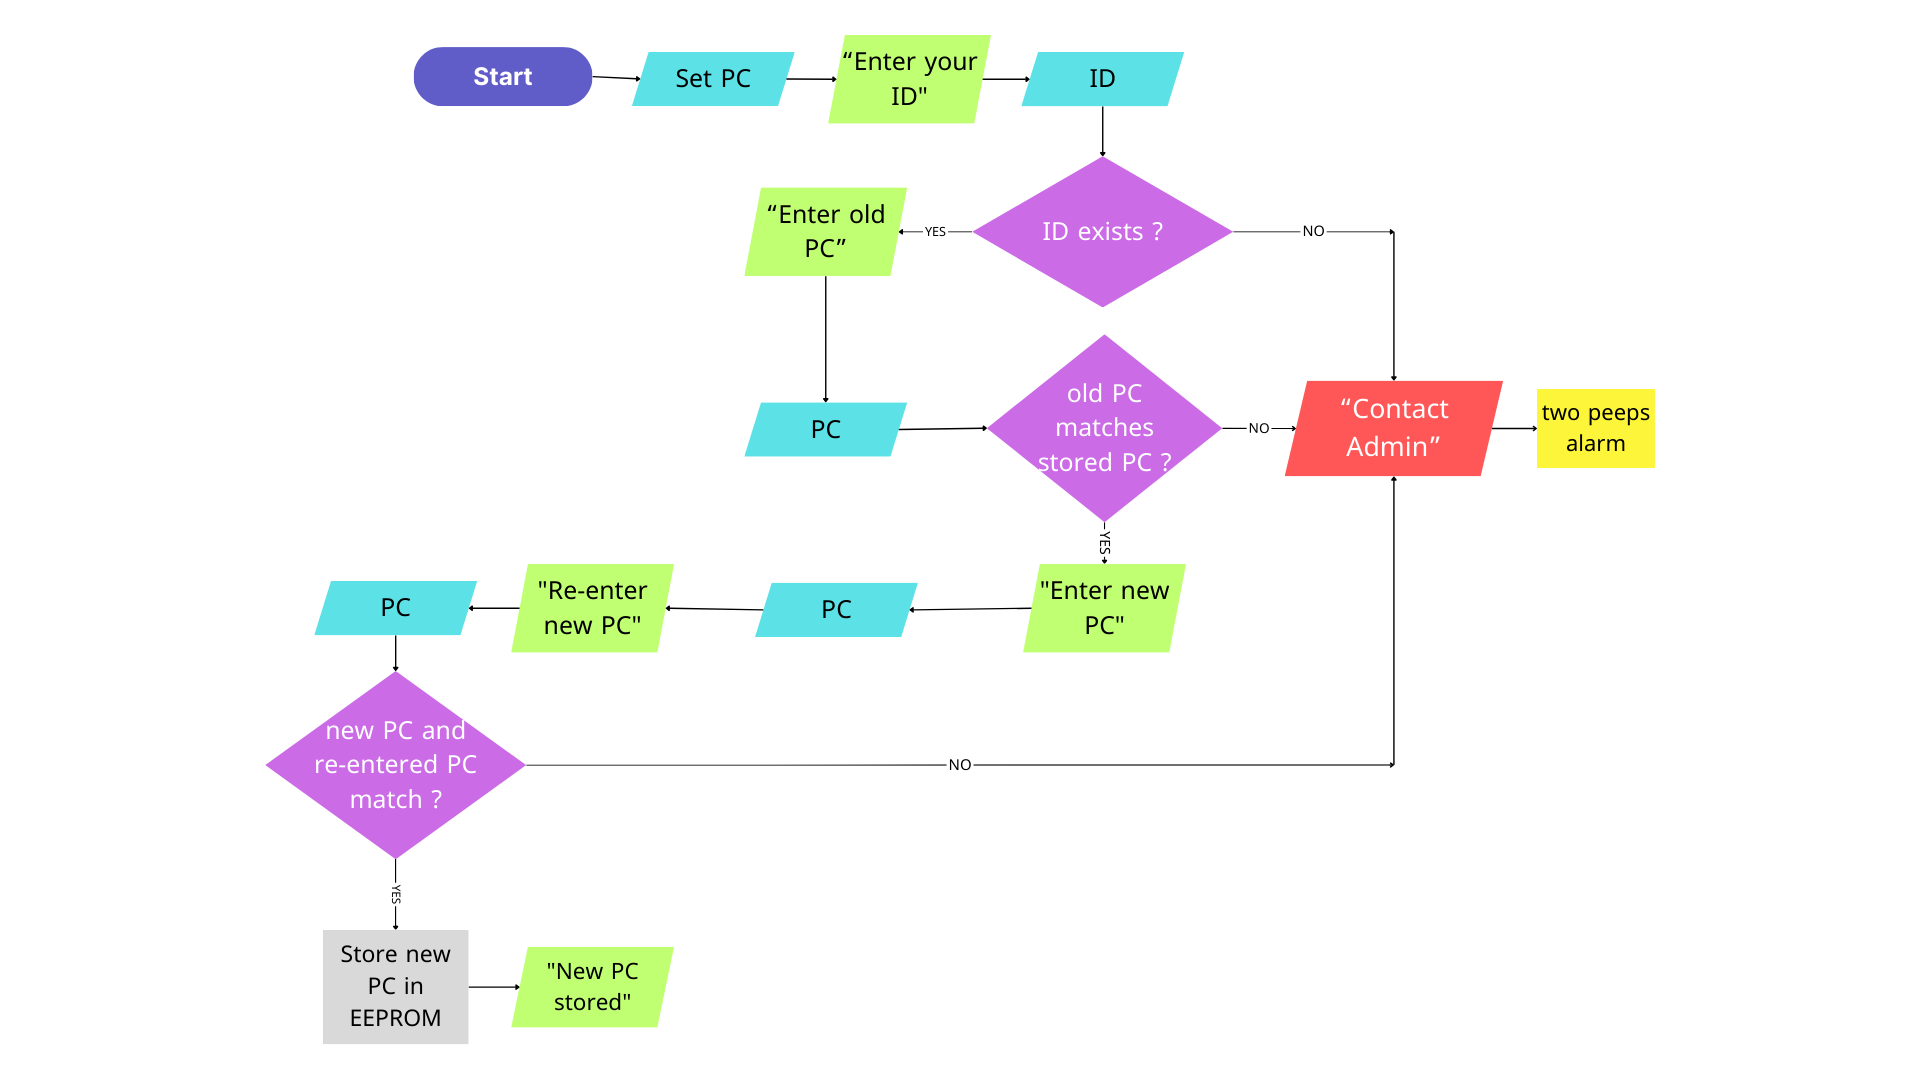 Start
Set PC
“Enter your
ID"
ID
ID exists ?
YES
NO
“Enter old
PC”
PC
old PC
matches
stored PC ?
NO
“Contact
Admin”
two peeps
alarm
YES
"Enter new
PC"
PC
"Re-enter
new PC"
PC
new PC and
re-entered PC
match ?
NO
YES
Store new
PC in
EEPROM
"New PC
stored"